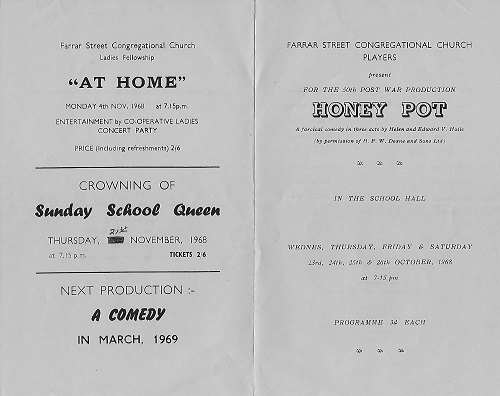 Farrar Street Congregational Church
Ladies Fellowship
"AT HOME"
MONDAY 4th NOV, 1968 at 7.15p.m.
ENTERTAINMENT by CO-OPERATIVE LADIES
CONCERT PARTY
PRICE (Including refreshments) 2/6
CROWNING OF
Sunday School Queen
21st
THURSDAY, NOVEMBER, 1968
at 7.15 p.m. TICKETS 2/6
NEXT PRODUCTION :-
A COMEDY
IN MARCH, 1969
FARRAR STREET CONGREGATIONAL CHURCH
PLAYERS
present
FOR THE 50th POST WAR PRODUCTION
HONEY POT
A farcical comedy in three acts by Helen and Edward V. Hoile
(by permission of H. F. W. Deane and Sons Ltd)
IN THE SCHOOL HALL
WEDNES, THURSDAY, FRIDAY & SATURDAY
23rd, 24th, 25th & 26th OCTOBER, 1968
at 7-15 pm
PROGRAMME 3d EACH